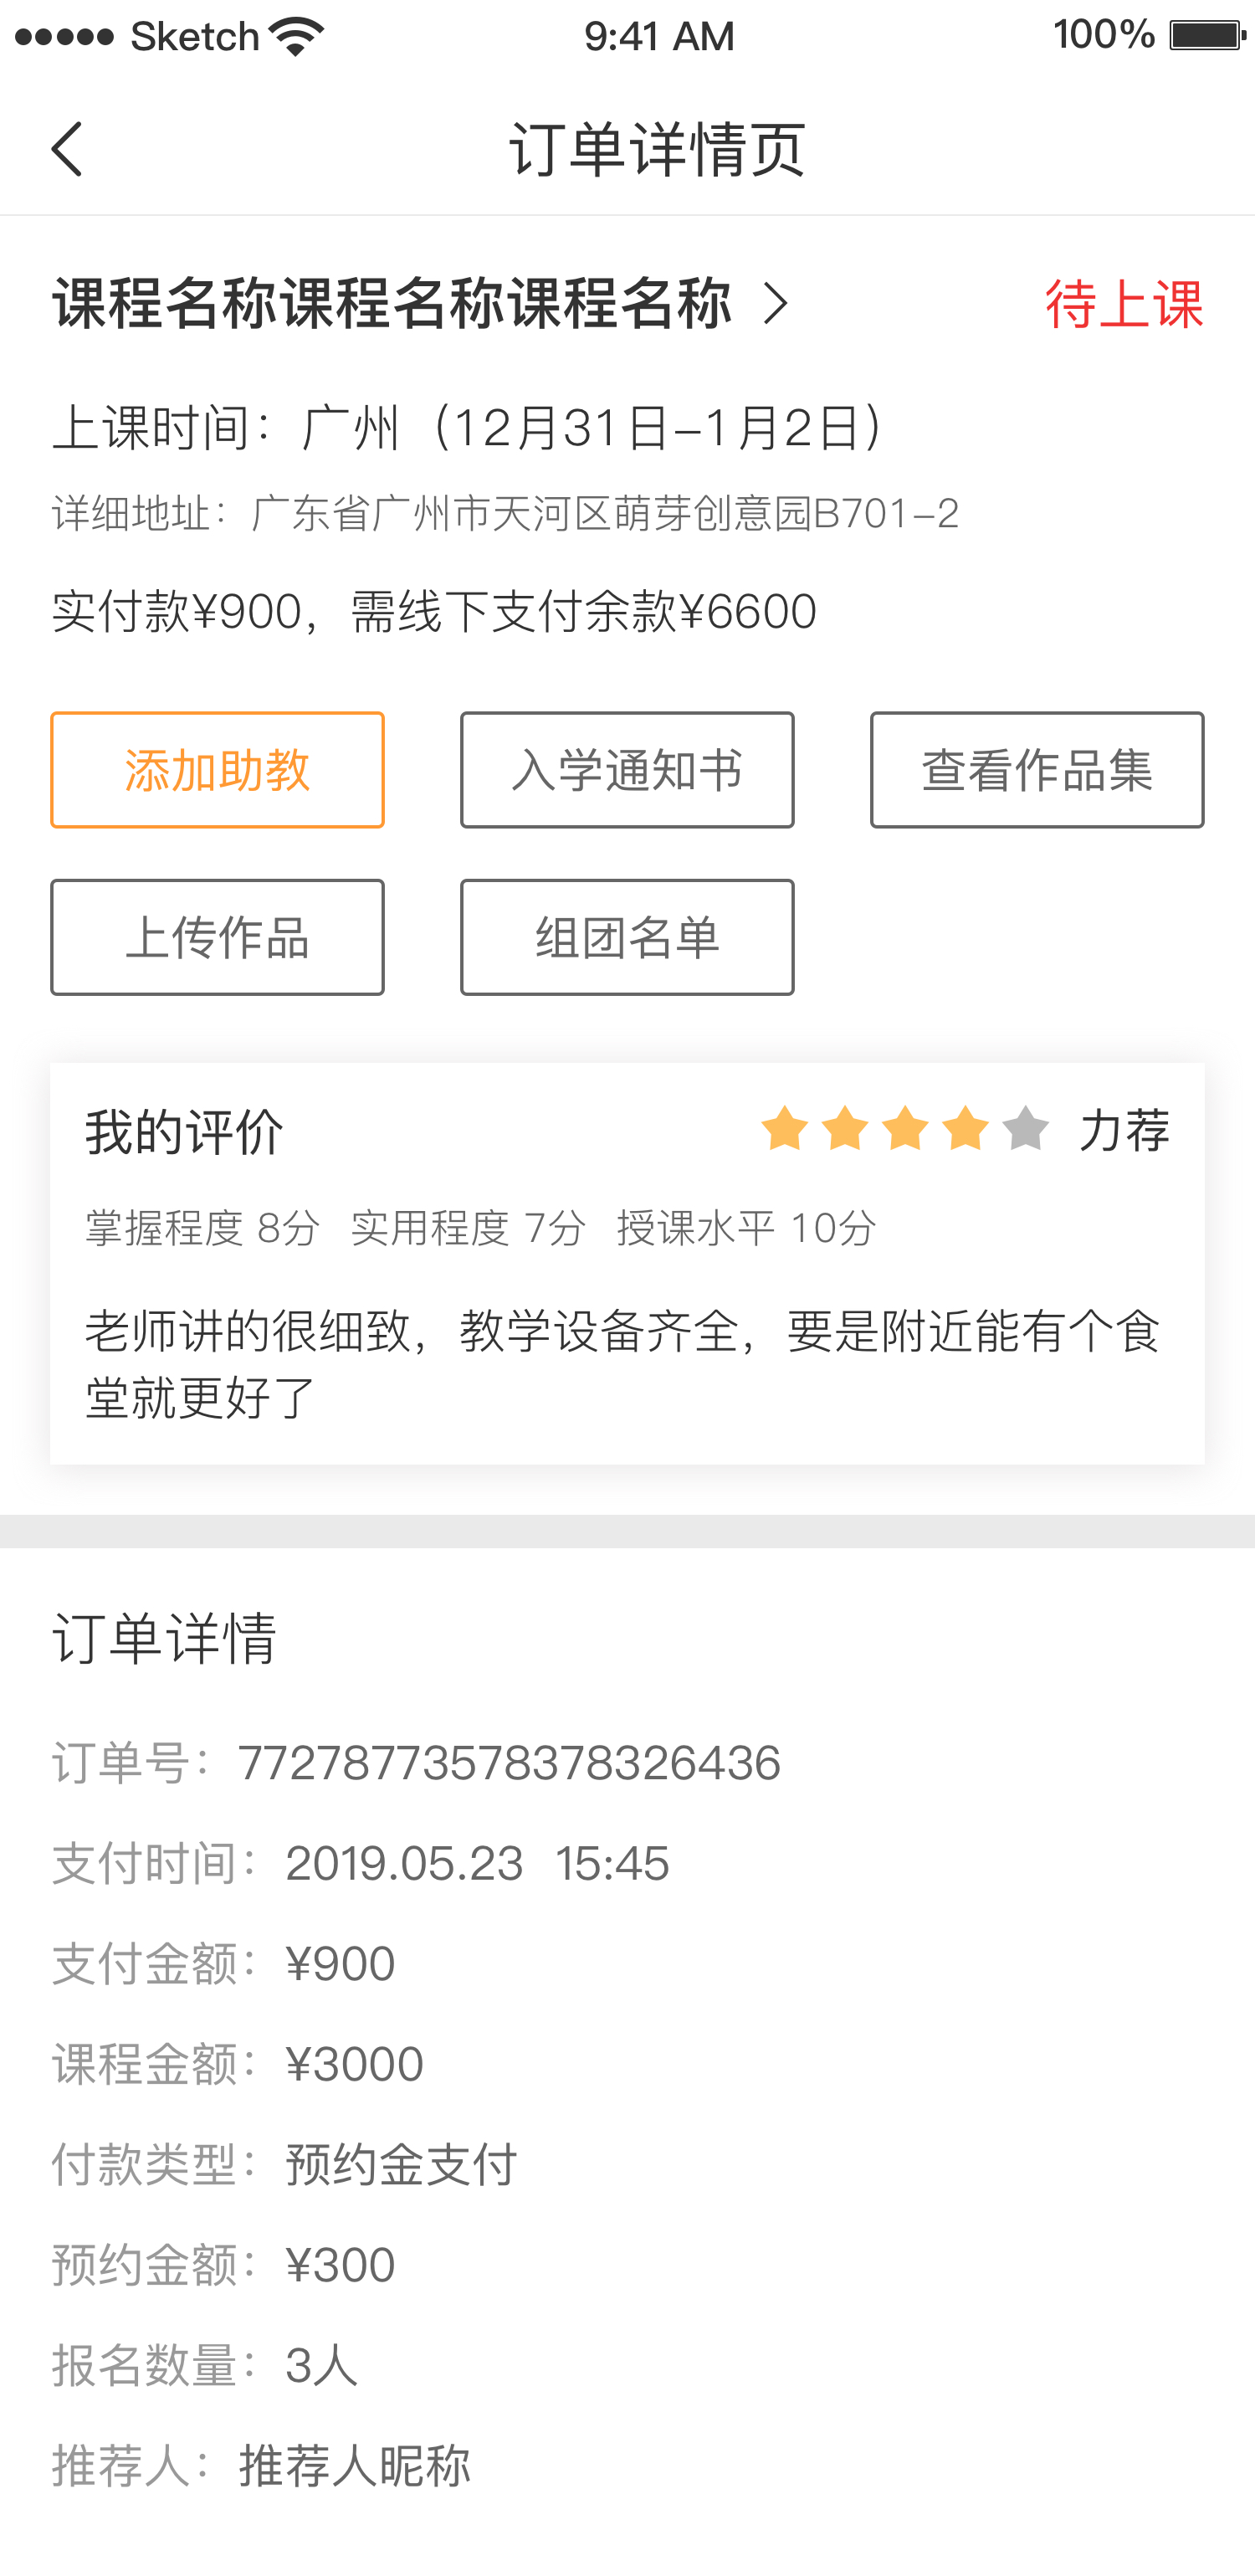 ●●●●● Sketch 9:41 AM 100%
订单详情页
课程名称课程名称课程名称 待上课
上课时间：广州（12月31日-1月2日）
详细地址：广东省广州市天河区萌芽创意园B701-2
实付款¥900，需线下支付余款¥6600
添加助教 入学通知书 查看作品集
上传作品 组团名单
我的评价 力荐
掌握程度 8分 实用程度 7分 授课水平 10分
老师讲的很细致，教学设备齐全，要是附近能有个食
堂就更好了
订单详情
订单号：77278773578378326436
支付时间：2019.05.23 15:45
支付金额：¥900
课程金额：¥3000
付款类型：预约金支付
预约金额：¥300
报名数量：3人
推荐人：推荐人昵称